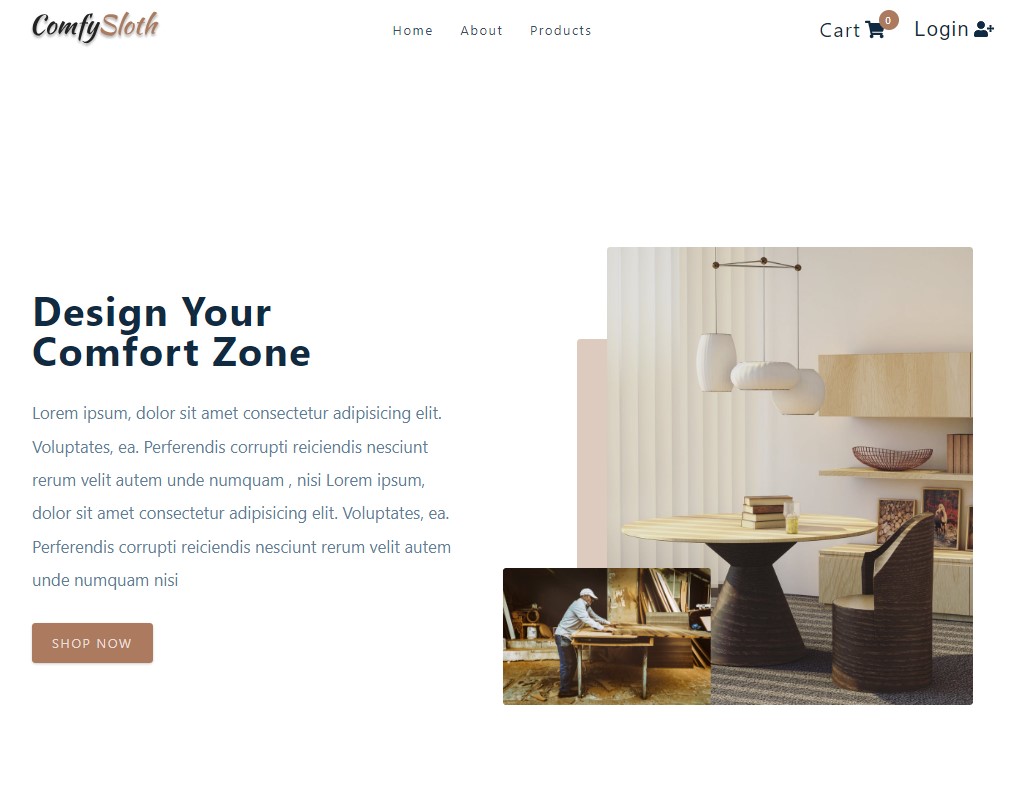 ComfySloth
Home About Products
Cart 0 Login
Design Your
Comfort Zone
Lorem ipsum, dolor sit amet consectetur adipisicing elit.
Voluptates, ea. Perferendis corrupti reiciendis nesciunt
rerum velit autem unde numquam , nisi Lorem ipsum,
dolor sit amet consectetur adipisicing elit. Voluptates, ea.
Perferendis corrupti reiciendis nesciunt rerum velit autem
unde numquam nisi
SHOP NOW